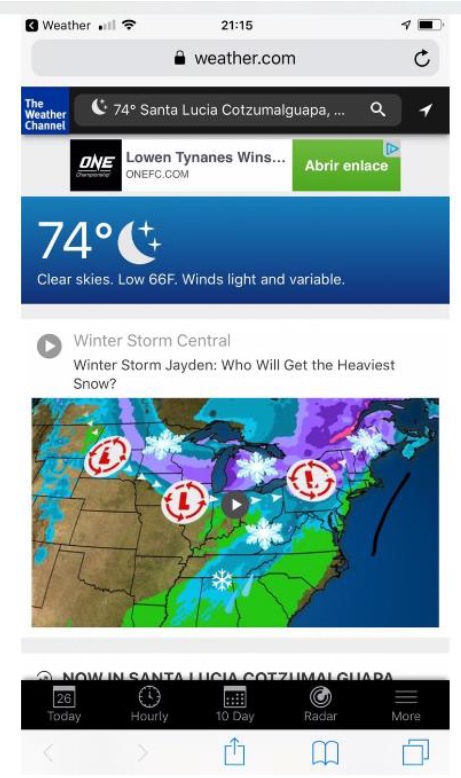 Weather
21:15
weather.com
The
Weather
Channel
74° Santa Lucia Cotzumalguapa, ...
ONE
Championship
Lowen Tynanes Wins...
ONEFC.COM
Abrir enlace
74°
Clear skies. Low 66F. Winds light and variable.
Winter Storm Central
Winter Storm Jayden: Who Will Get the Heaviest
Snow?
L
L
L
NOW IN SANTA LUCIA COTZUMALGUAPA
26
Today
Hourly
10 Day
Radar
More